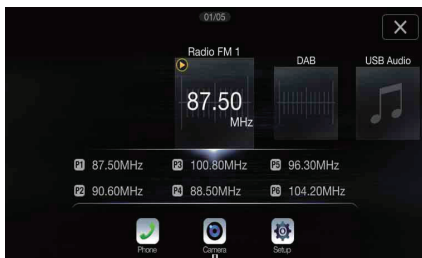 01/05
Radio FM 1
DAB
USB Audio
87.50
MHz
P1 87.50MHz P3 100.80MHz P5 96.30MHz
P2 90.60MHz P4 88.50MHz P6 104.20MHz
Phone Camera Setup